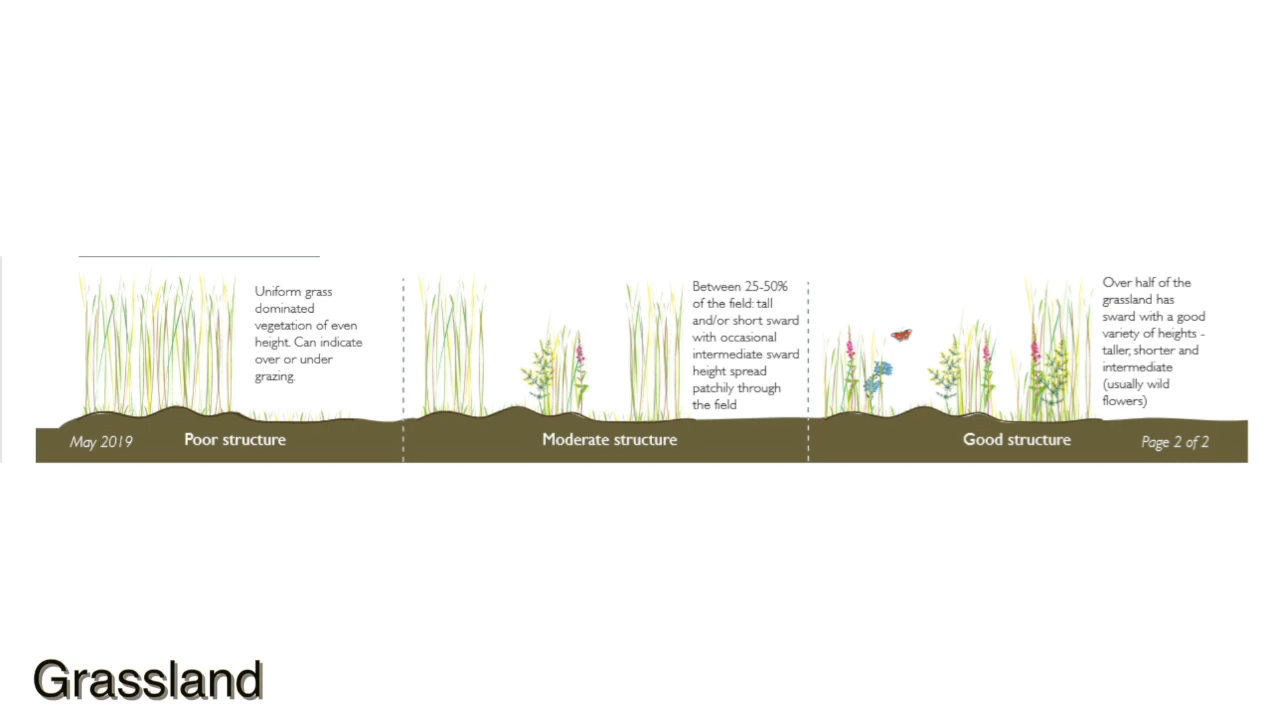 Uniform grass
dominated
vegetation of even
height. Can indicate
over or under
grazing.
Between 25-50%
of the field: tall
and/or short sward
with occasional
intermediate sward
height spread
patchily through
the field
Over half of the
grassland has
sward with a good
variety of heights -
taller, shorter and
intermediate
(usually wild
flowers)
May 2019
Poor structure
Moderate structure
Good structure
Page 2 of 2
Grassland